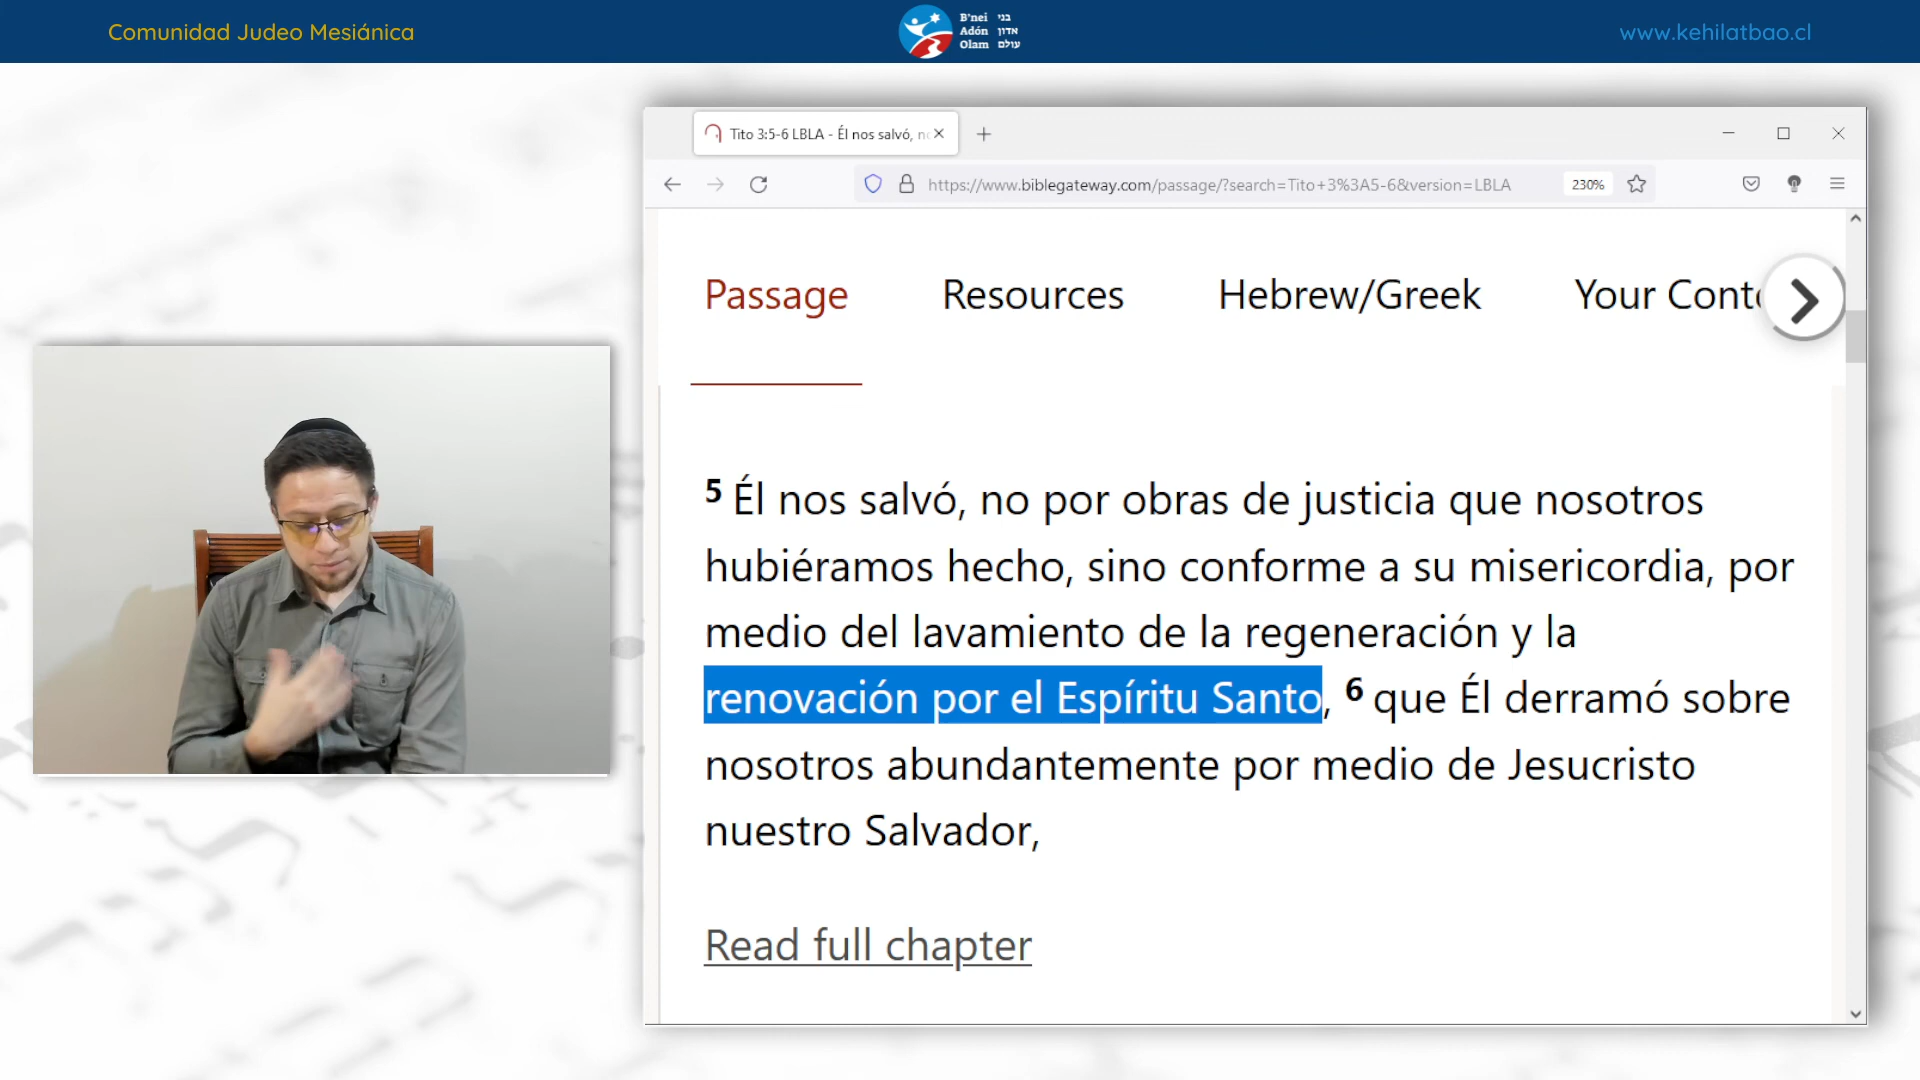 Comunidad Judeo Mesiánica
B'nei בני
Adón אדון
Olam עולם
www.kehilatbao.cl
Tito 3:5-6 LBLA - Él nos salvó, n
https://www.biblegateway.com/passage/?search=Tito+3%3A5-6&version=LBLA
230%
Passage
Resources
Hebrew/Greek
Your Conte
5 Él nos salvó, no por obras de justicia que nosotros
hubiéramos hecho, sino conforme a su misericordia, por
medio del lavamiento de la regeneración y la
renovación por el Espíritu Santo, 6 que Él derramó sobre
nosotros abundantemente por medio de Jesucristo
nuestro Salvador,
Read full chapter